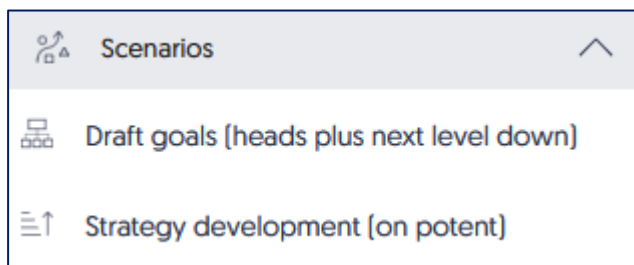 Scenarios
Draft goals (heads plus next level down)
Strategy development (on potent)